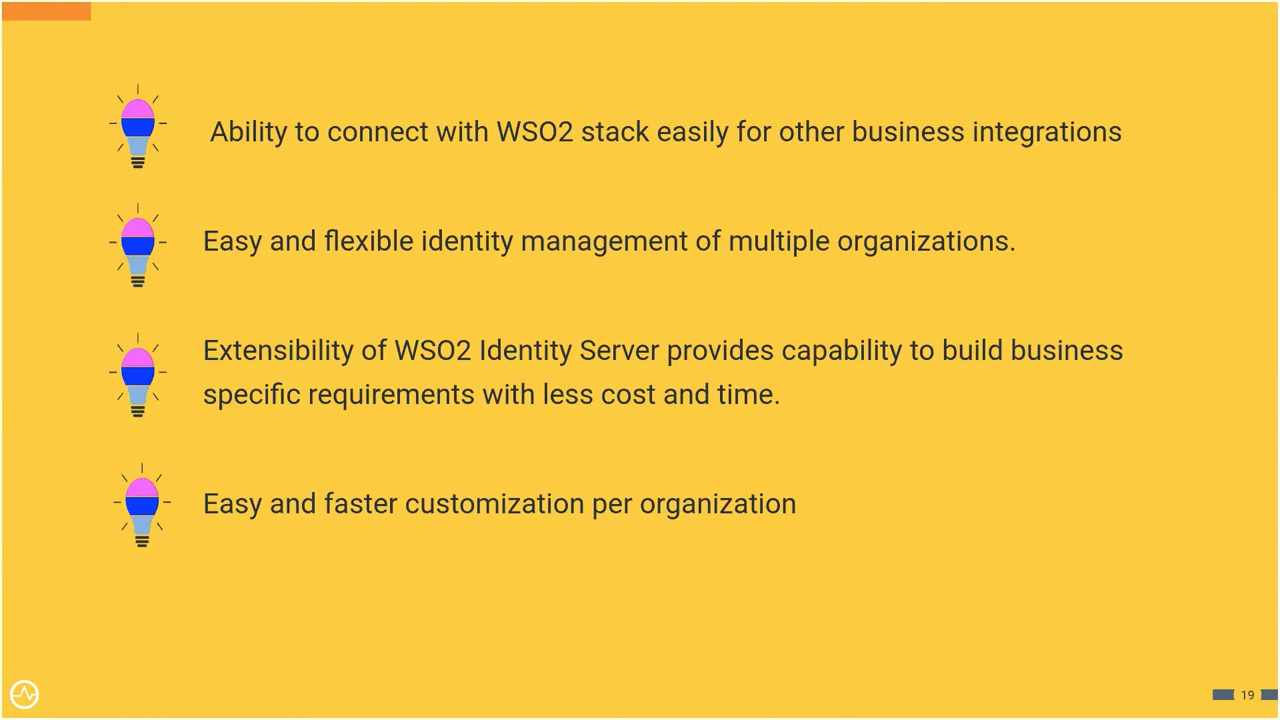 Ability to connect with WSO2 stack easily for other business integrations
Easy and flexible identity management of multiple organizations.
Extensibility of WSO2 Identity Server provides capability to build business
specific requirements with less cost and time.
Easy and faster customization per organization
19